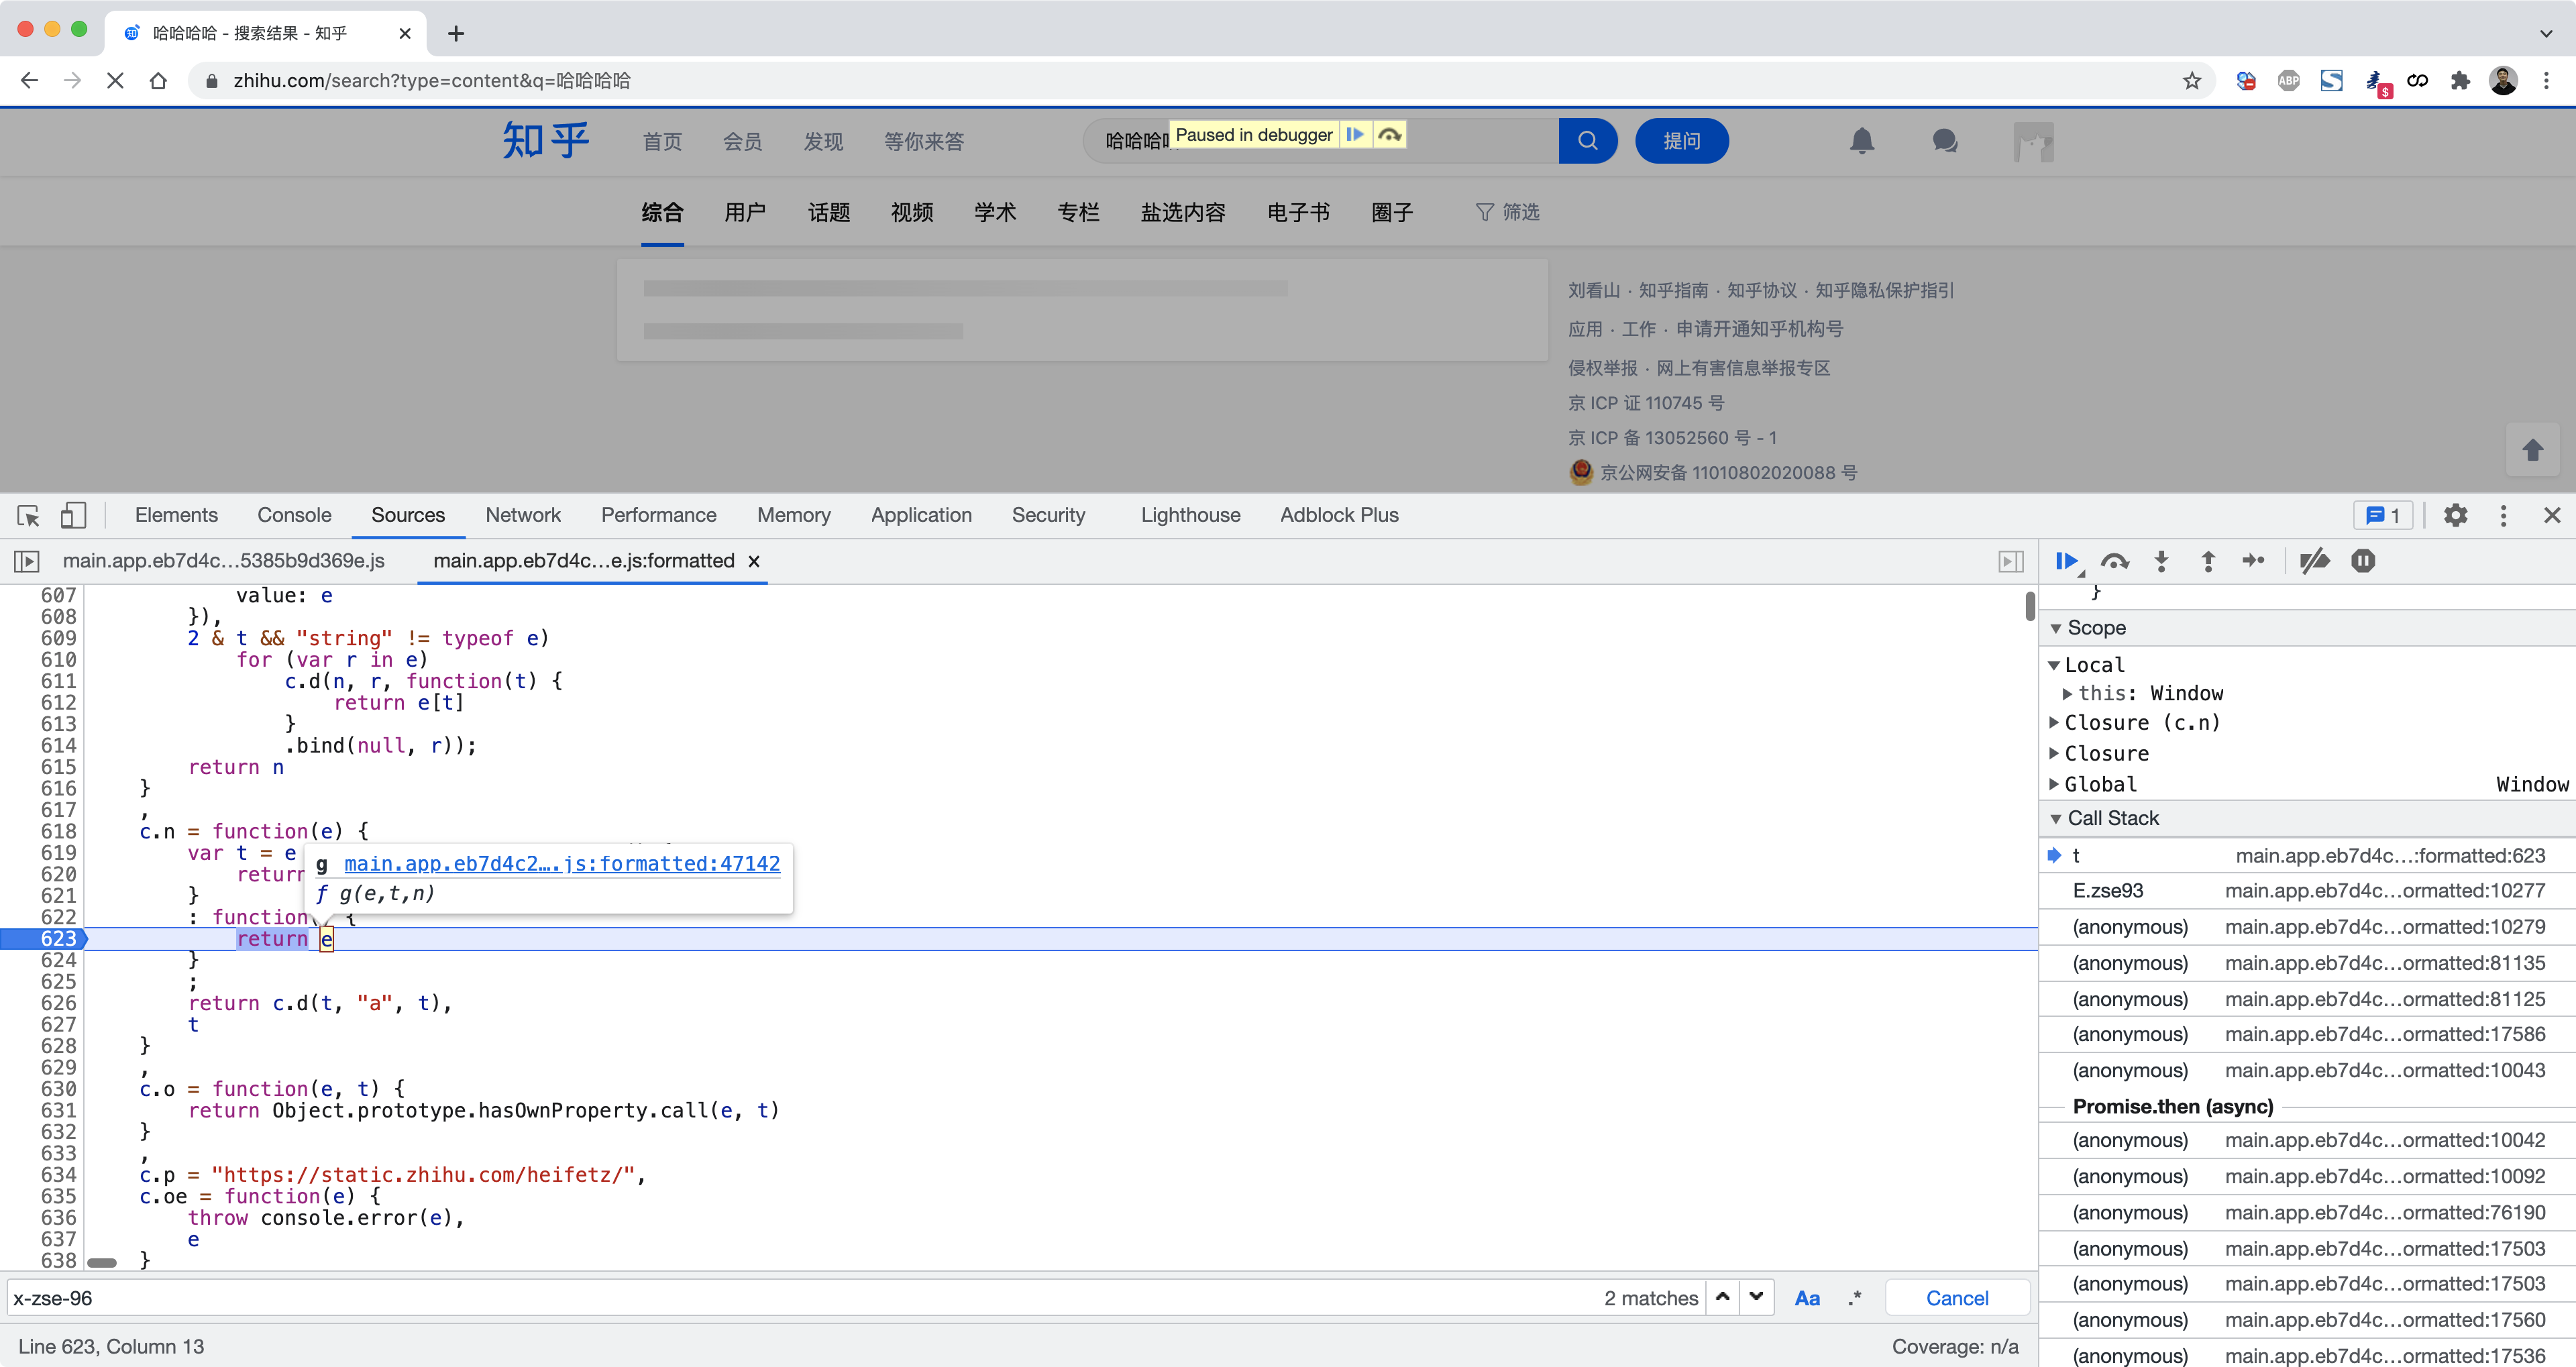 哈哈哈哈 - 搜索结果 - 知乎
zhihu.com/search?type=content&q=哈哈哈哈
ABP
$
知乎 首页 会员 发现 等你来答 哈哈哈 Paused in debugger 提问
综合 用户 话题 视频 学术 专栏 盐选内容 电子书 圈子 筛选
刘看山 · 知乎指南 · 知乎协议 · 知乎隐私保护指引
应用 · 工作 · 申请开通知乎机构号
侵权举报 · 网上有害信息举报专区
京 ICP 证 110745 号
京 ICP 备 13052560 号 - 1
京公网安备 11010802020088 号
Elements Console Sources Network Performance Memory Application Security Lighthouse Adblock Plus 1
main.app.eb7d4c…5385b9d369e.js main.app.eb7d4c…e.js:formatted
607 value: e
608 }),
609 2 & t && "string" != typeof e)
610 for (var r in e)
611 c.d(n, r, function(t) {
612 return e[t]
613 }
614 .bind(null, r));
615 return n
616 }
617 ,
618 c.n = function(e) {
619 var t = e
620 return
621 }
622 : function() {
623 return e
624 }
625 ;
626 return c.d(t, "a", t),
627 t
628 }
629 ,
630 c.o = function(e, t) {
631 return Object.prototype.hasOwnProperty.call(e, t)
632 }
633 ,
634 c.p = "https://static.zhihu.com/heifetz/",
635 c.oe = function(e) {
636 throw console.error(e),
637 e
638 }
g main.app.eb7d4c2….js:formatted:47142
ƒ g(e,t,n)
x-zse-96 2 matches Aa .* Cancel
Line 623, Column 13 Coverage: n/a
}
Scope
Local
this: Window
Closure (c.n)
Closure
Global Window
Call Stack
t main.app.eb7d4c…:formatted:623
E.zse93 main.app.eb7d4c…ormatted:10277
(anonymous) main.app.eb7d4c…ormatted:10279
(anonymous) main.app.eb7d4c…ormatted:81135
(anonymous) main.app.eb7d4c…ormatted:81125
(anonymous) main.app.eb7d4c…ormatted:17586
(anonymous) main.app.eb7d4c…ormatted:10043
Promise.then (async)
(anonymous) main.app.eb7d4c…ormatted:10042
(anonymous) main.app.eb7d4c…ormatted:10092
(anonymous) main.app.eb7d4c…ormatted:76190
(anonymous) main.app.eb7d4c…ormatted:17503
(anonymous) main.app.eb7d4c…ormatted:17503
(anonymous) main.app.eb7d4c…ormatted:17560
(anonymous) main.app.eb7d4c…ormatted:17536